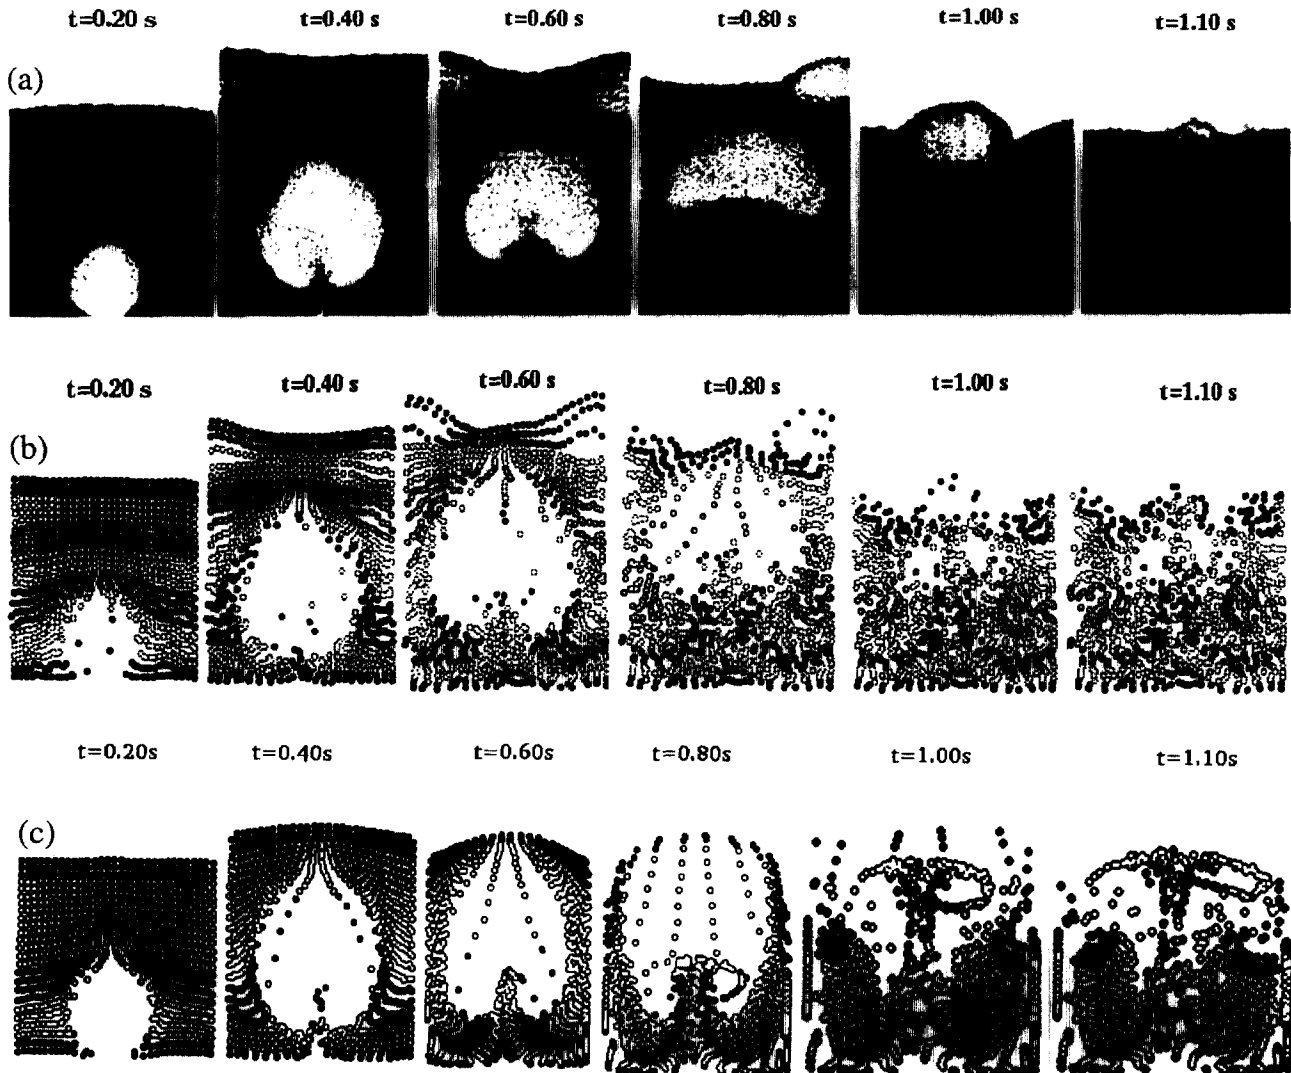 t=0.20 s t=0.40 s t=0.60 s t=0.80 s t=1.00 s t=1.10 s
(a)
t=0.20 s t=0.40 s t=0.60 s t=0.80 s t=1.00 s t=1.10 s
(b)
t=0.20s t=0.40s t=0.60s t=0.80s t=1.00s t=1.10s
(c)